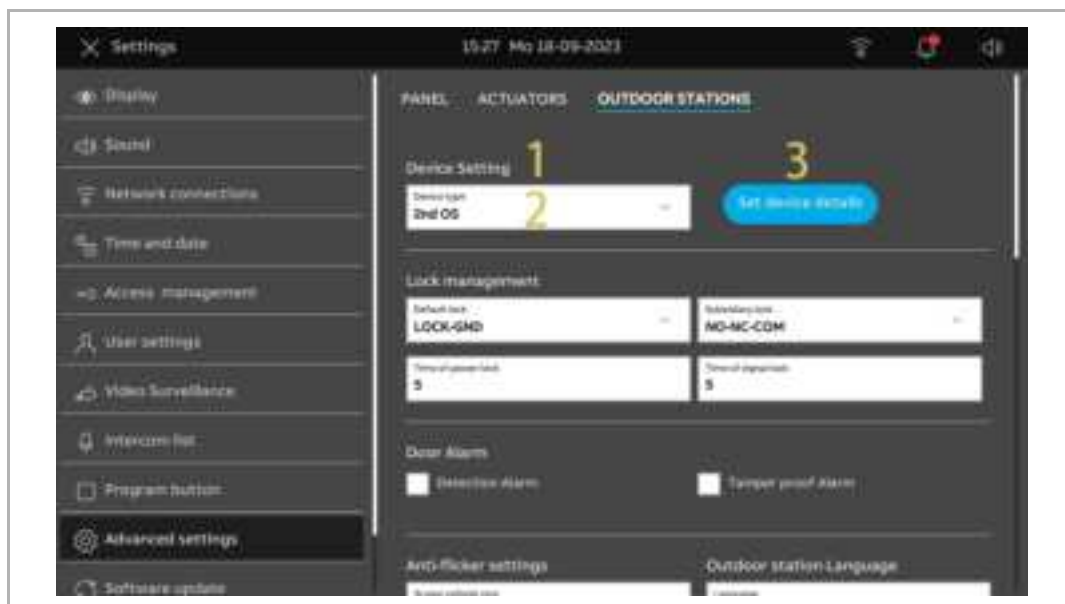 Settings 15:27 Mo 18-09-2023
Display
Sound
Network connections
Time and date
Access management
User settings
Video Surveillance
Intercom list
Program button
Advanced settings
Software update
PANEL ACTUATORS OUTDOOR STATIONS
Device Setting 1 3
Device type
2nd OS 2
Set device details
Lock management
Default lock
LOCK-GND
NO-NC-COM
Time of power lock
5
Time of signal lock
5
Door Alarm
Detection Alarm Tamper proof Alarm
Anti-flicker settings Outdoor station Language
Language